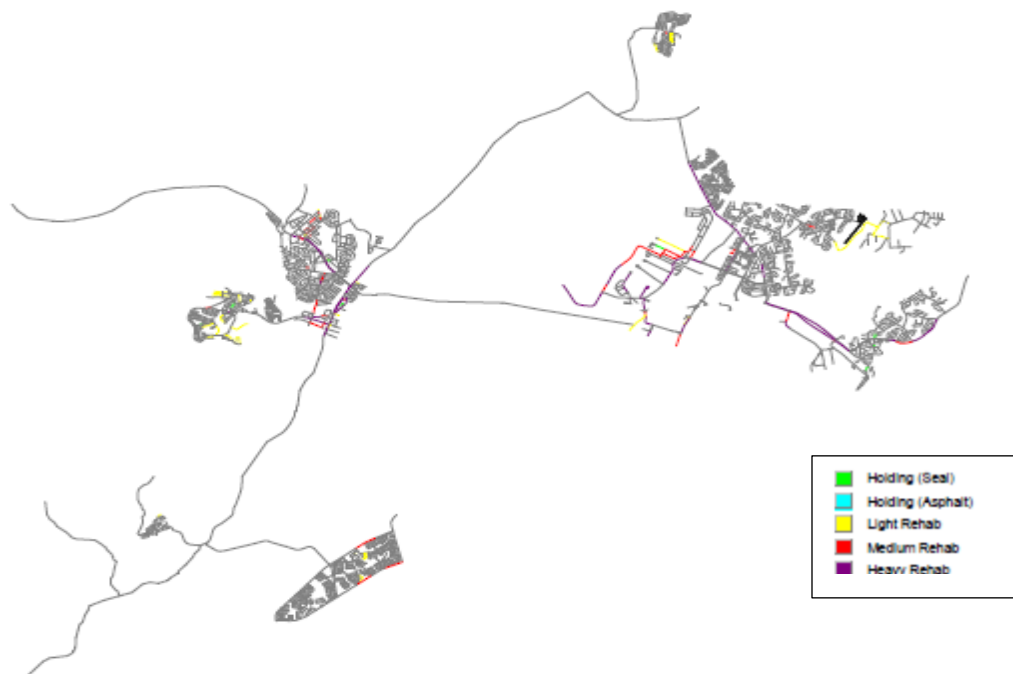 Holding (Seal)
Holding (Asphalt)
Light Rehab
Medium Rehab
Heavy Rehab